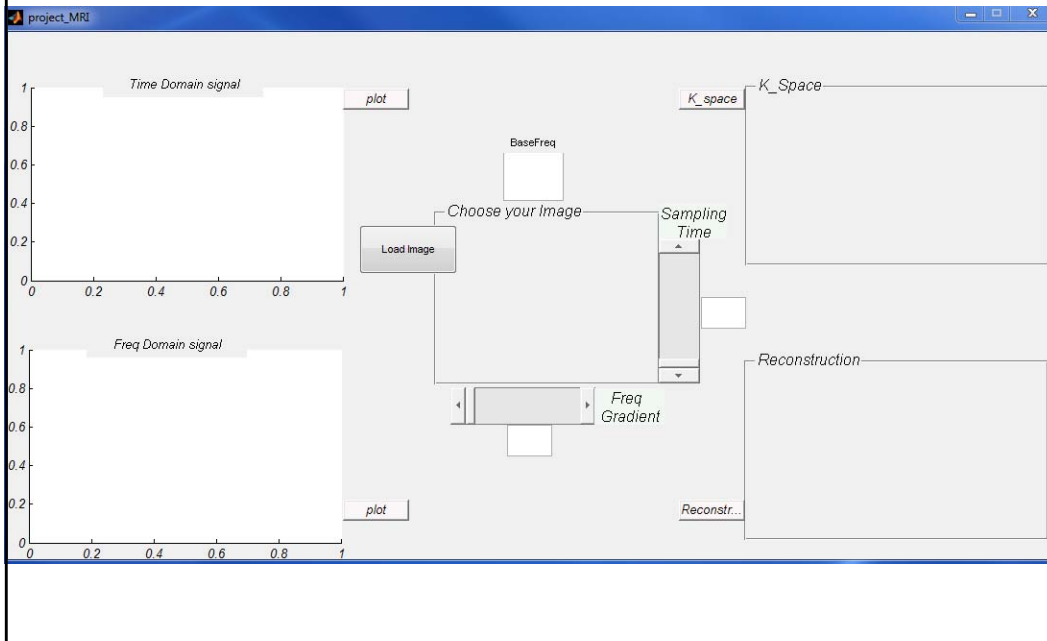 project_MRI
Time Domain signal
1
0.8
0.6
0.4
0.2
0
0 0.2 0.4 0.6 0.8 1
plot
Freq Domain signal
1
0.8
0.6
0.4
0.2
0
0 0.2 0.4 0.6 0.8 1
plot
BaseFreq
Choose your Image
Load Image
Sampling
Time
Freq
Gradient
K_space
K_Space
Reconstruction
Reconstr...